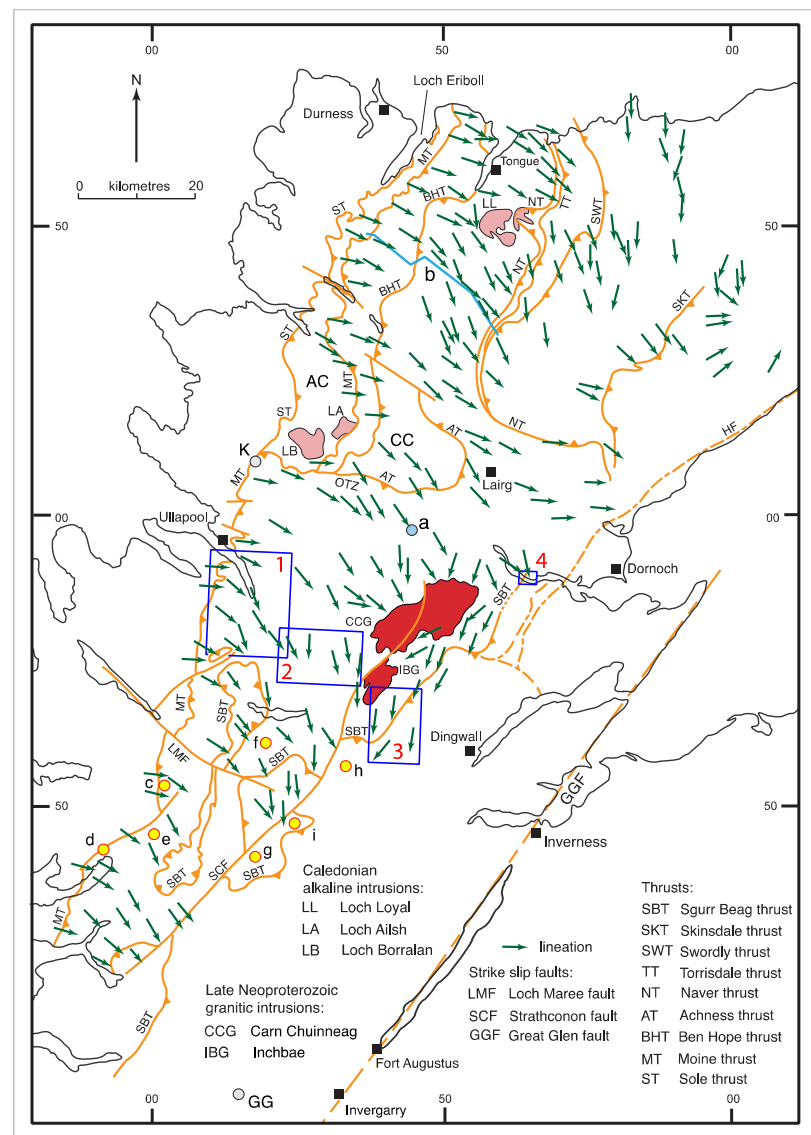 00
50
00
N
Loch Eriboll
Durness
MT
Tongue
0 kilometres 20
BHT
LL
NT
TT
ST
SWT
50
50
b
NT
BHT
SKT
ST
AC
MT
LA
ST
CC
AT
NT
HF
K
LB
MT
OTZ
AT
Lairg
Ullapool
00
a
00
1
4
SBT
Dornoch
CCG
2
IBG
MT
SBT
SBT
3
Dingwall
f
SBT
LMF
h
c
GGF
50
50
d
e
i
Inverness
g
SBT
SCF
SBT
MT
SBT
Caledonian
alkaline intrusions:
LL Loch Loyal
LA Loch Ailsh
LB Loch Borralan
lineation
Strike slip faults:
LMF Loch Maree fault
SCF Strathconon fault
GGF Great Glen fault
Thrusts:
SBT Sgurr Beag thrust
SKT Skinsdale thrust
SWT Swordly thrust
TT Torrisdale thrust
NT Naver thrust
AT Achness thrust
BHT Ben Hope thrust
MT Moine thrust
ST Sole thrust
Late Neoproterozoic
granitic intrusions:
CCG Carn Chuinneag
IBG Inchbae
Fort Augustus
GG
Invergarry
00
50
00